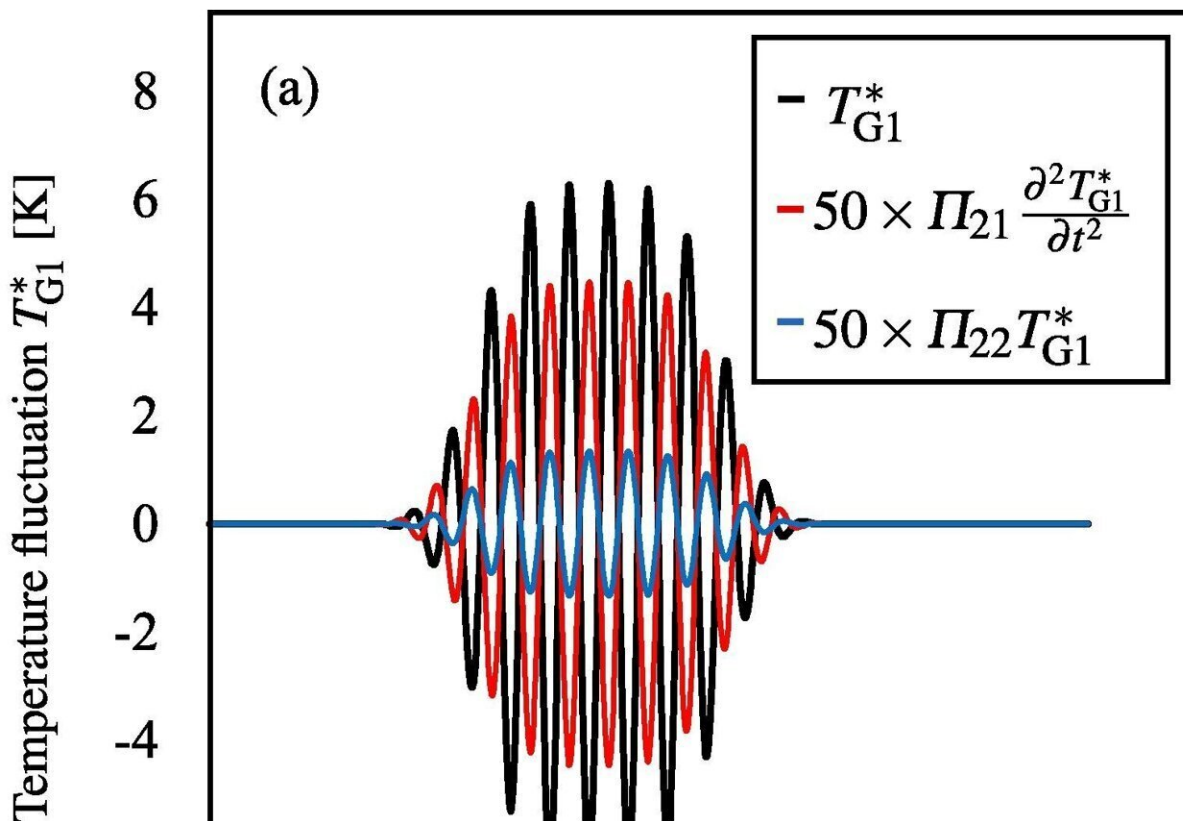 (a)
8
6
4
2
0
-2
-4
Temperature fluctuation T*G1 [K]
T*G1
50 × Π21 ∂²T*G1/∂t²
50 × Π22T*G1